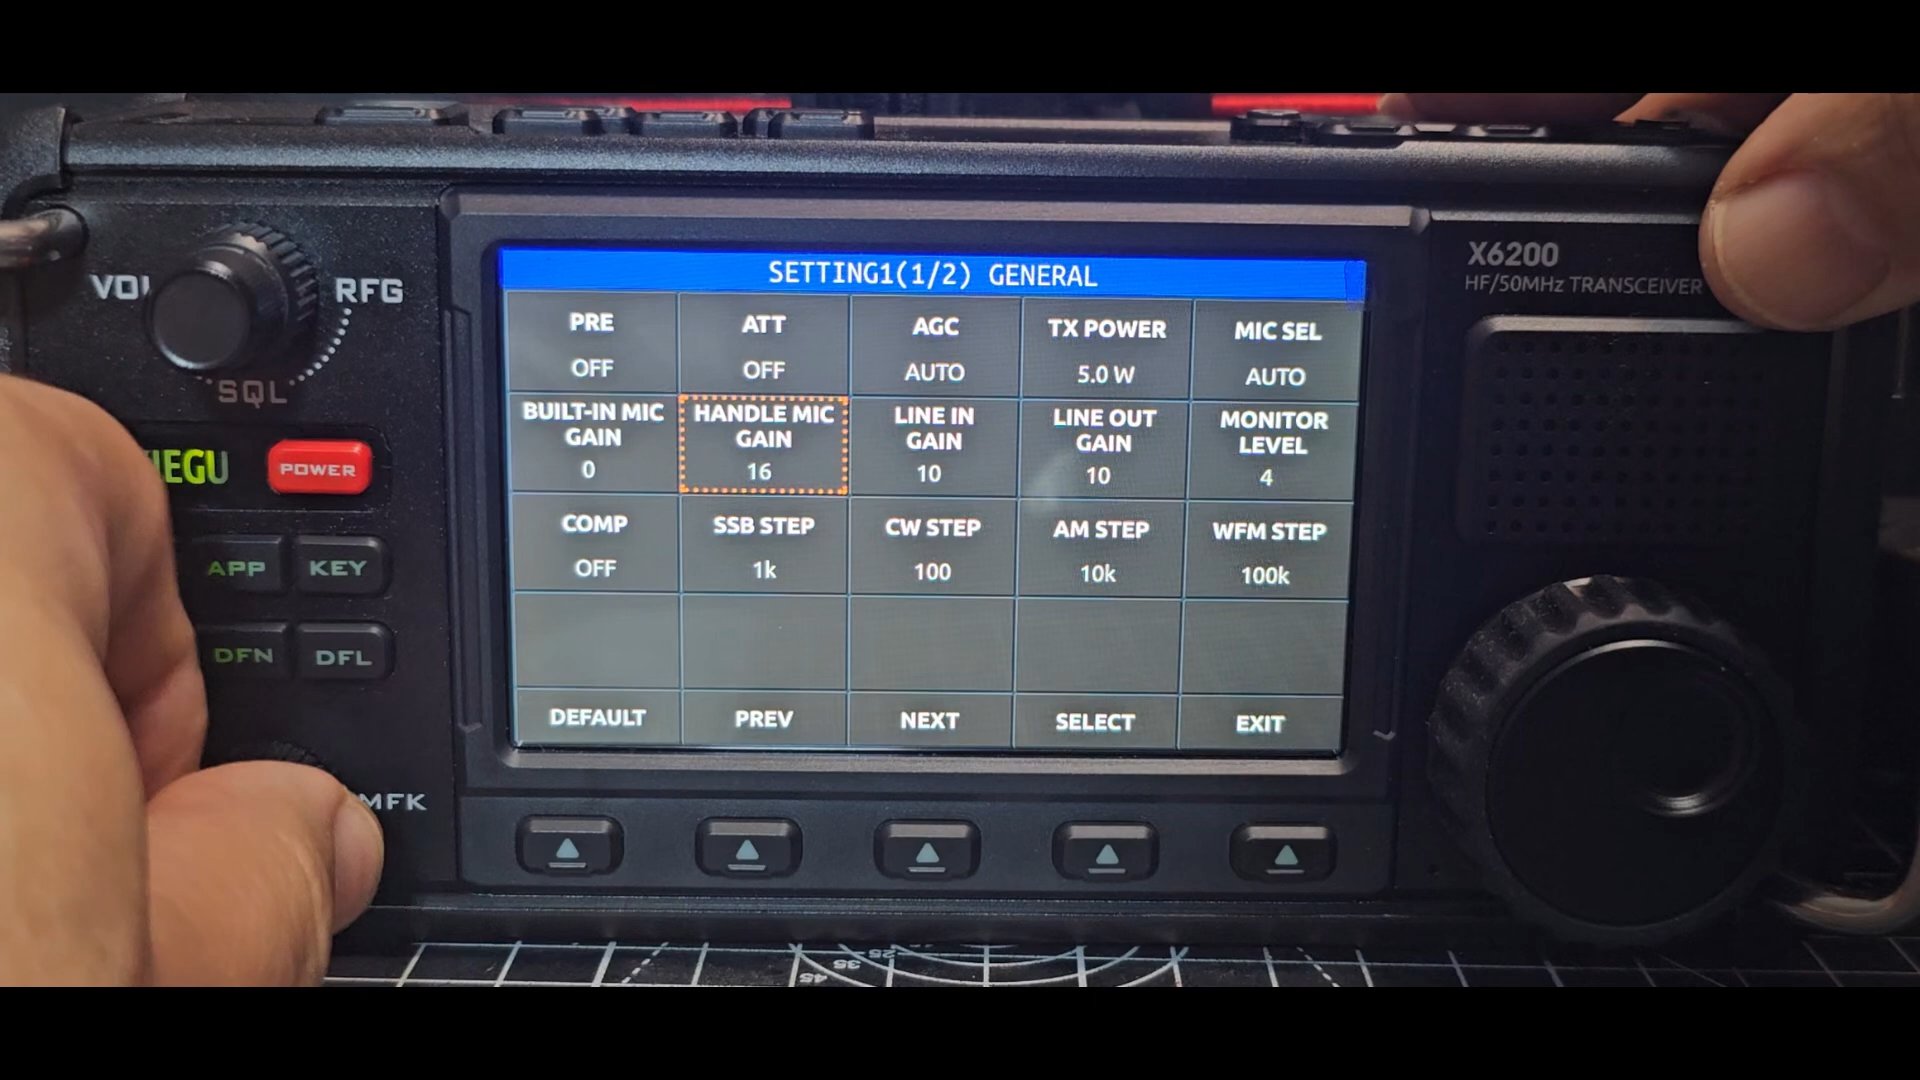 X6200
HF/50MHz TRANSCEIVER
RFG
SQL
POWER
APP KEY
DFN DFL
MFK
SETTING1(1/2) GENERAL
PRE ATT AGC TX POWER MIC SEL
OFF OFF AUTO 5.0 W AUTO
BUILT-IN MIC GAIN HANDLE MIC GAIN LINE IN GAIN LINE OUT GAIN MONITOR LEVEL
0 16 10 10 4
COMP SSB STEP CW STEP AM STEP WFM STEP
OFF 1k 100 10k 100k
DEFAULT PREV NEXT SELECT EXIT
35 25
45